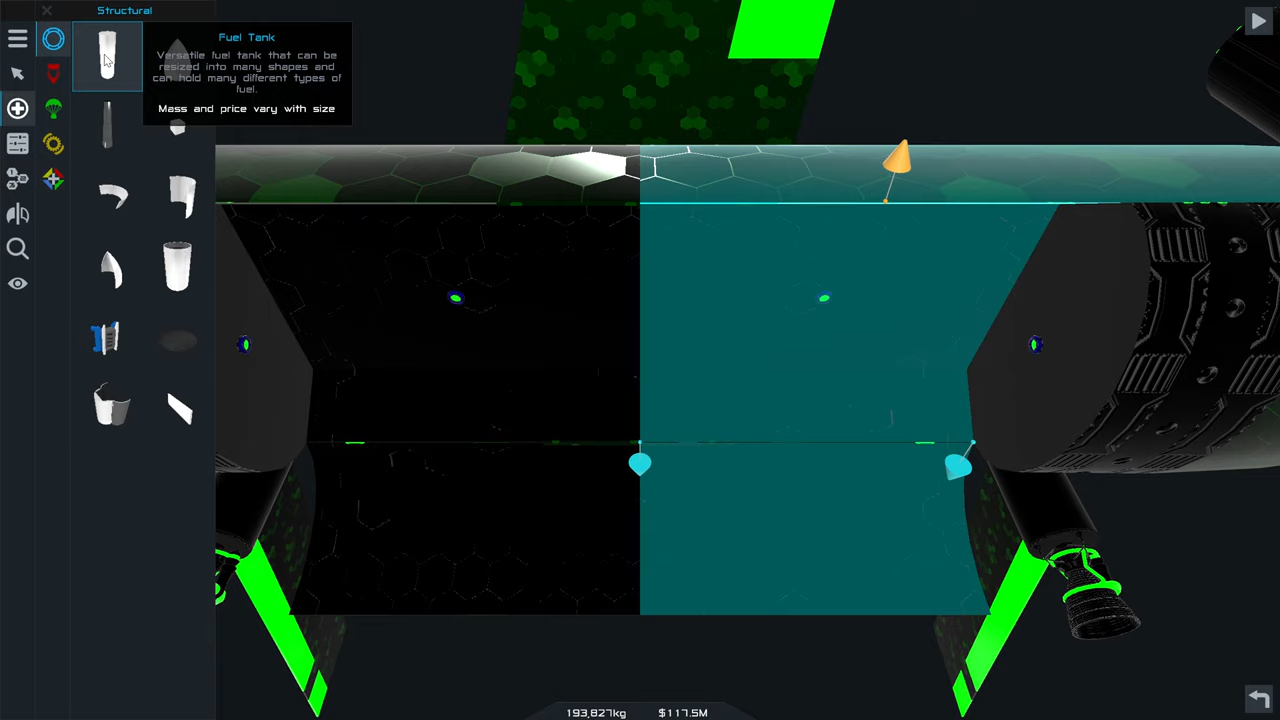 Structural
Fuel Tank
Versatile fuel tank that can be
resized into many shapes and
can hold many different types of
fuel.
Mass and price vary with size
193,827kg
$117.5M